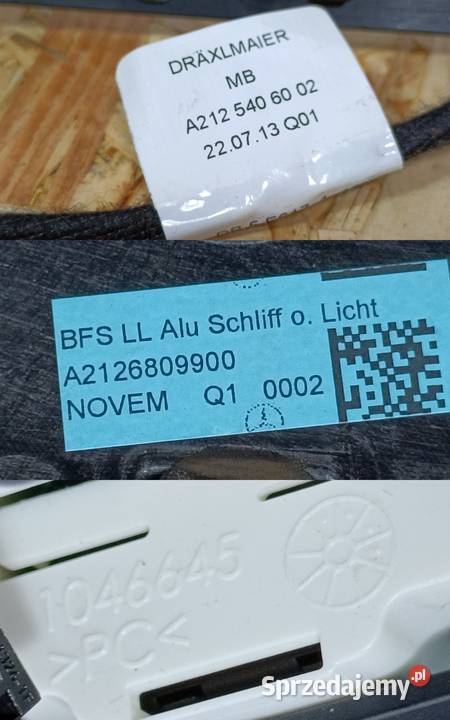 DRÄXLMAIER
MB
A212 540 60 02
22.07.13 Q01
BFS LL Alu Schliff o. Licht
A2126809900
NOVEM Q1 0002
1046645
>PC<
Sprzedajemy.pl